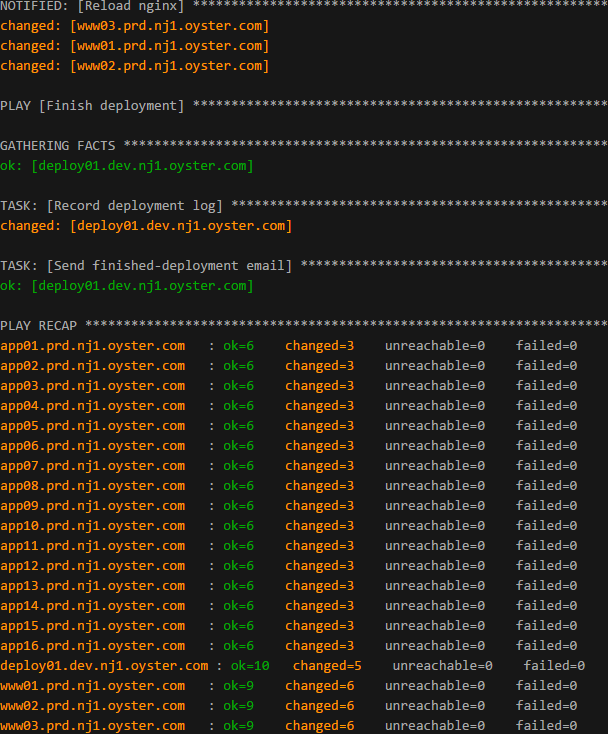 NOTIFIED: [Reload nginx] ******************************************************
changed: [www03.prd.nj1.oyster.com]
changed: [www01.prd.nj1.oyster.com]
changed: [www02.prd.nj1.oyster.com]
PLAY [Finish deployment] ******************************************************
GATHERING FACTS ***************************************************************
ok: [deploy01.dev.nj1.oyster.com]
TASK: [Record deployment log] *************************************************
changed: [deploy01.dev.nj1.oyster.com]
TASK: [Send finished-deployment email] ****************************************
ok: [deploy01.dev.nj1.oyster.com]
PLAY RECAP ********************************************************************
app01.prd.nj1.oyster.com   : ok=6    changed=3    unreachable=0    failed=0
app02.prd.nj1.oyster.com   : ok=6    changed=3    unreachable=0    failed=0
app03.prd.nj1.oyster.com   : ok=6    changed=3    unreachable=0    failed=0
app04.prd.nj1.oyster.com   : ok=6    changed=3    unreachable=0    failed=0
app05.prd.nj1.oyster.com   : ok=6    changed=3    unreachable=0    failed=0
app06.prd.nj1.oyster.com   : ok=6    changed=3    unreachable=0    failed=0
app07.prd.nj1.oyster.com   : ok=6    changed=3    unreachable=0    failed=0
app08.prd.nj1.oyster.com   : ok=6    changed=3    unreachable=0    failed=0
app09.prd.nj1.oyster.com   : ok=6    changed=3    unreachable=0    failed=0
app10.prd.nj1.oyster.com   : ok=6    changed=3    unreachable=0    failed=0
app11.prd.nj1.oyster.com   : ok=6    changed=3    unreachable=0    failed=0
app12.prd.nj1.oyster.com   : ok=6    changed=3    unreachable=0    failed=0
app13.prd.nj1.oyster.com   : ok=6    changed=3    unreachable=0    failed=0
app14.prd.nj1.oyster.com   : ok=6    changed=3    unreachable=0    failed=0
app15.prd.nj1.oyster.com   : ok=6    changed=3    unreachable=0    failed=0
app16.prd.nj1.oyster.com   : ok=6    changed=3    unreachable=0    failed=0
deploy01.dev.nj1.oyster.com : ok=10   changed=5    unreachable=0    failed=0
www01.prd.nj1.oyster.com   : ok=9    changed=6    unreachable=0    failed=0
www02.prd.nj1.oyster.com   : ok=9    changed=6    unreachable=0    failed=0
www03.prd.nj1.oyster.com   : ok=9    changed=6    unreachable=0    failed=0